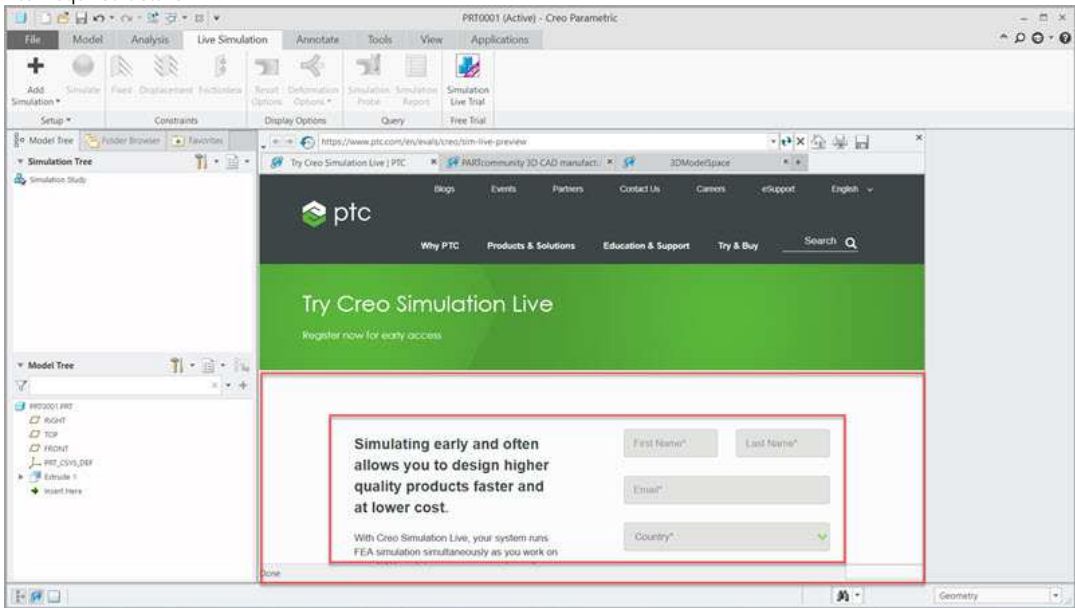 PRT0001 (Active) - Creo Parametric
File Model Analysis Live Simulation Annotate Tools View Applications
Add Simulation Simulate Fixed Displacement Frictionless Result Options Deformation Options Simulation Probe Simulation Report Simulation Live Trial
Setup Constraints Display Options Query Free Trial
Model Tree Folder Browser Favorites
https://www.ptc.com/en/evals/creo/sim-live-preview
Simulation Tree
Try Creo Simulation Live | PTC PARTcommunity 3D CAD manufact. 3DModelSpace
Simulation Study
Blogs Events Partners Contact Us Careers eSupport English
ptc
Why PTC Products & Solutions Education & Support Try & Buy Search
Try Creo Simulation Live
Register now for early access
Model Tree
PRT0001.PRT
RIGHT
TOP
FRONT
PRT_CSYS_DEF
Extrude 1
Insert Here
Simulating early and often
allows you to design higher
quality products faster and
at lower cost.
With Creo Simulation Live, your system runs
FEA simulation simultaneously as you work on
First Name* Last Name*
Email*
Country*
Done
Geometry